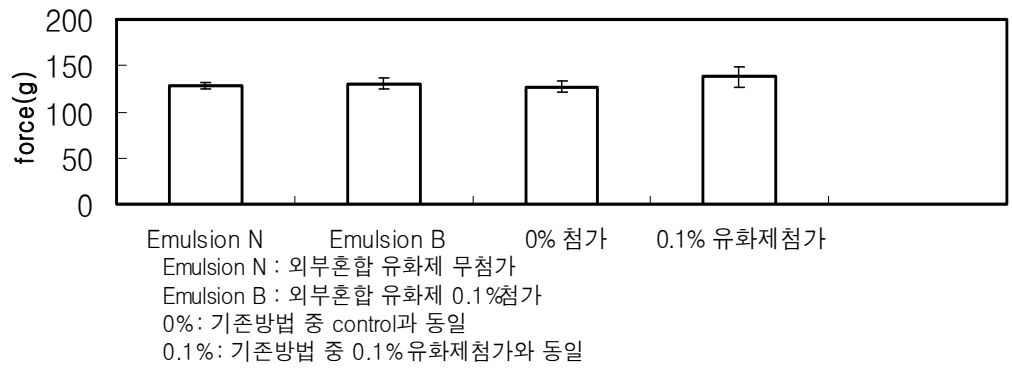 200
150
100
50
0
force(g)
Emulsion N Emulsion B 0% 첨가 0.1% 유화제첨가
Emulsion N : 외부혼합 유화제 무첨가
Emulsion B : 외부혼합 유화제 0.1%첨가
0% : 기존방법 중 control과 동일
0.1% : 기존방법 중 0.1% 유화제첨가와 동일